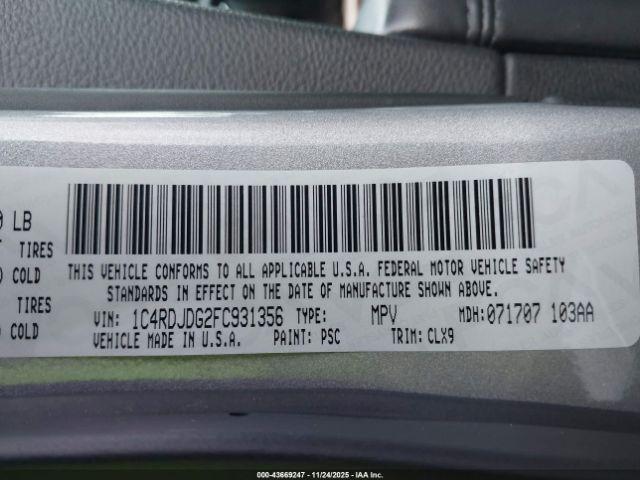 0 LB
TIRES
COLD
TIRES
COLD
THIS VEHICLE CONFORMS TO ALL APPLICABLE U.S.A. FEDERAL MOTOR VEHICLE SAFETY
STANDARDS IN EFFECT ON THE DATE OF MANUFACTURE SHOWN ABOVE.
VIN: 1C4RDJDG2FC931356 TYPE: MPV MDH: 071707 103AA
VEHICLE MADE IN U.S.A. PAINT: PSC TRIM: CLX9
000-43669247 - 11/24/2025 - IAA Inc.